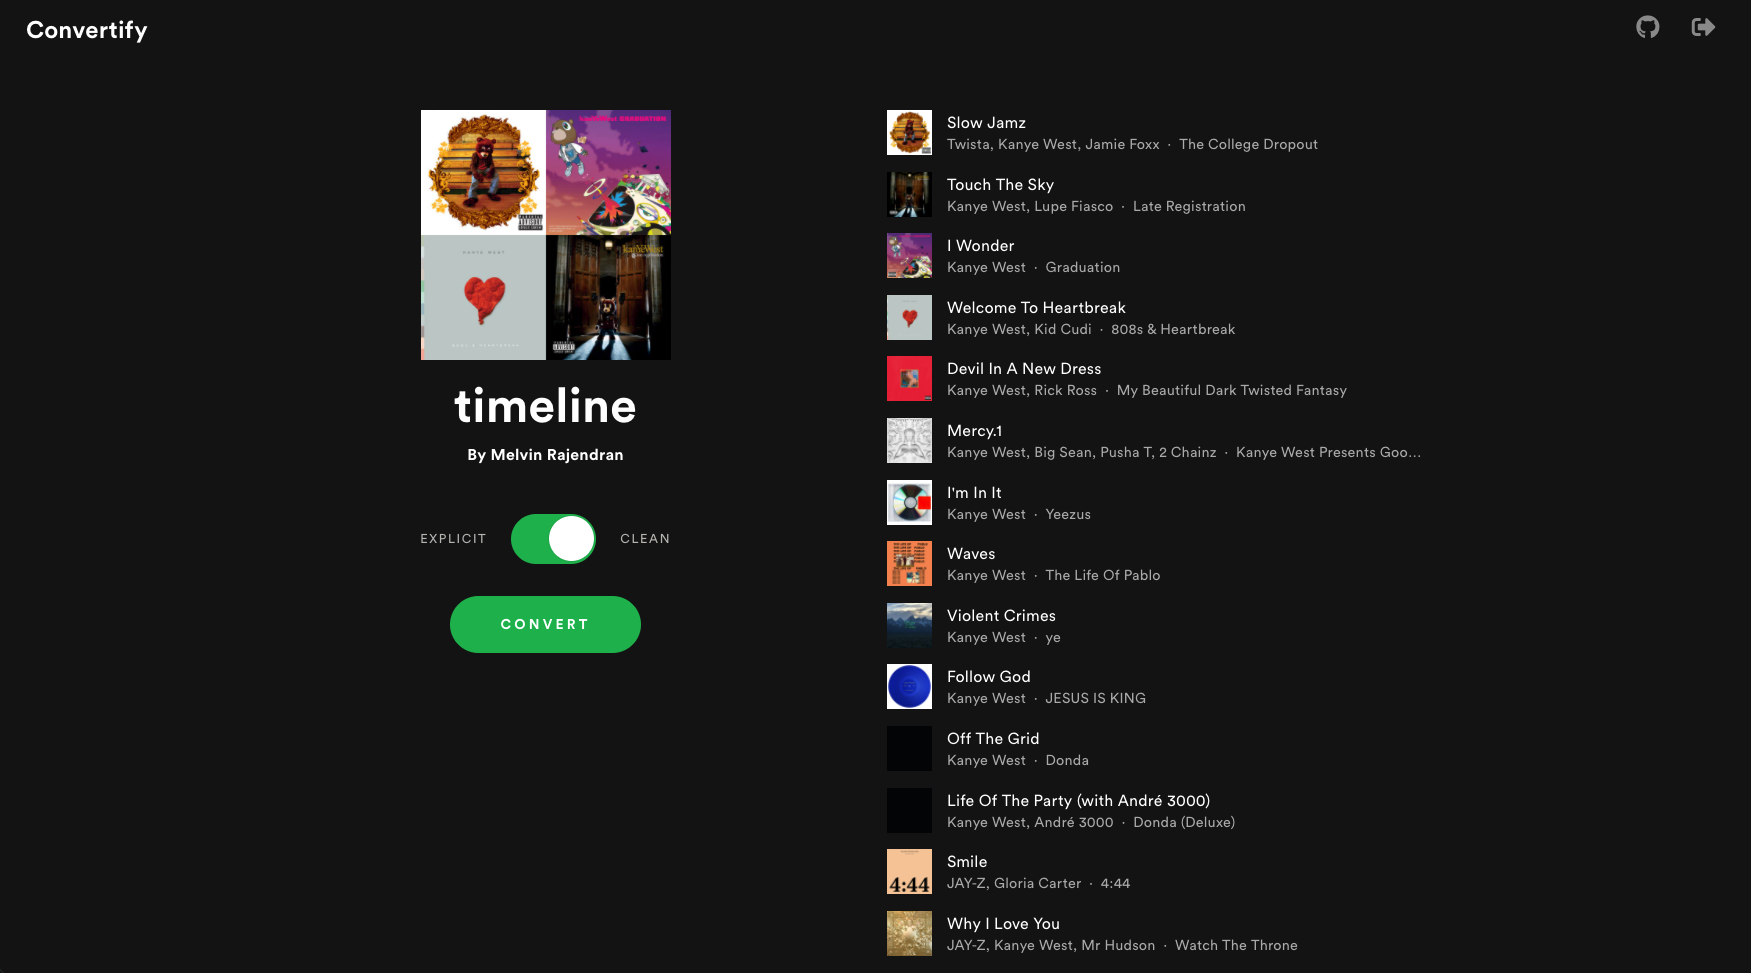 Convertify
timeline
By Melvin Rajendran
EXPLICIT
CLEAN
CONVERT
Slow Jamz
Twista, Kanye West, Jamie Foxx · The College Dropout
Touch The Sky
Kanye West, Lupe Fiasco · Late Registration
I Wonder
Kanye West · Graduation
Welcome To Heartbreak
Kanye West, Kid Cudi · 808s & Heartbreak
Devil In A New Dress
Kanye West, Rick Ross · My Beautiful Dark Twisted Fantasy
Mercy.1
Kanye West, Big Sean, Pusha T, 2 Chainz · Kanye West Presents Goo...
I'm In It
Kanye West · Yeezus
Waves
Kanye West · The Life Of Pablo
Violent Crimes
Kanye West · ye
Follow God
Kanye West · JESUS IS KING
Off The Grid
Kanye West · Donda
Life Of The Party (with André 3000)
Kanye West, André 3000 · Donda (Deluxe)
4:44
Smile
JAY-Z, Gloria Carter · 4:44
Why I Love You
JAY-Z, Kanye West, Mr Hudson · Watch The Throne